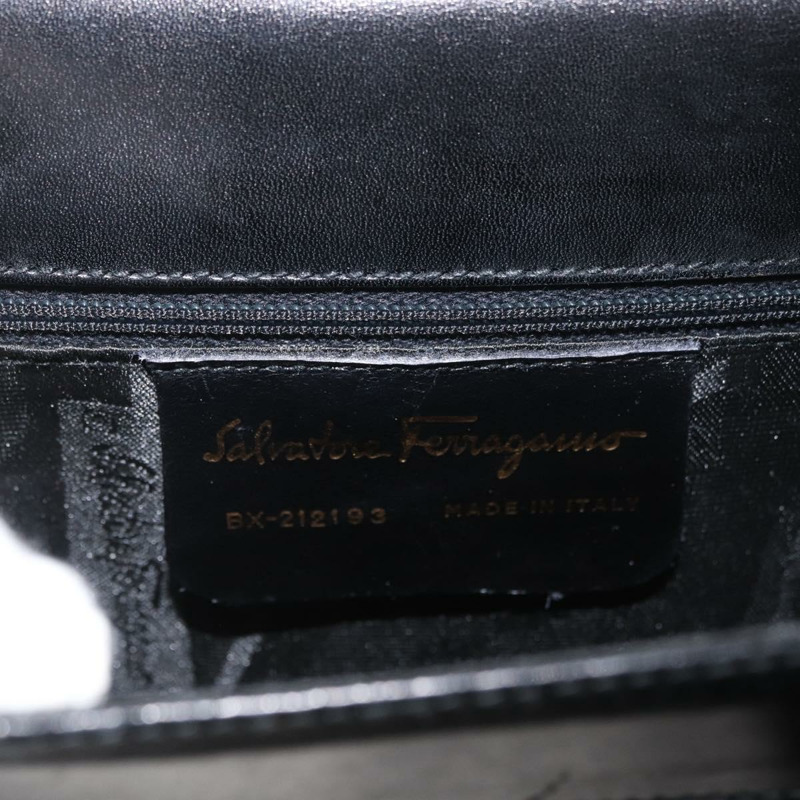 Salvatore Ferragamo
BX-212193 MADE IN ITALY